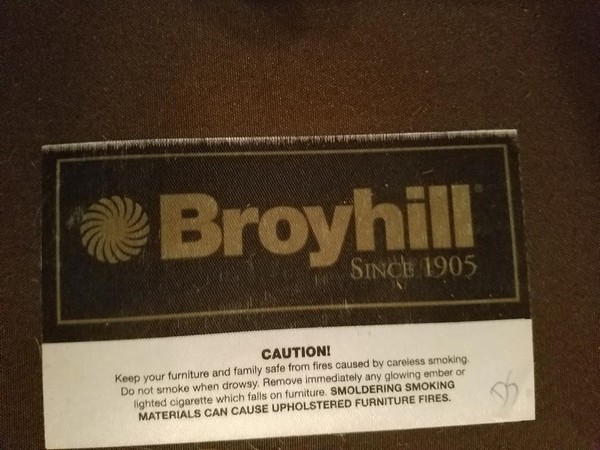 Broyhill
SINCE 1905
CAUTION!
Keep your furniture and family safe from fires caused by careless smoking.
Do not smoke when drowsy. Remove immediately any glowing ember or
lighted cigarette which falls on furniture. SMOLDERING SMOKING
MATERIALS CAN CAUSE UPHOLSTERED FURNITURE FIRES.